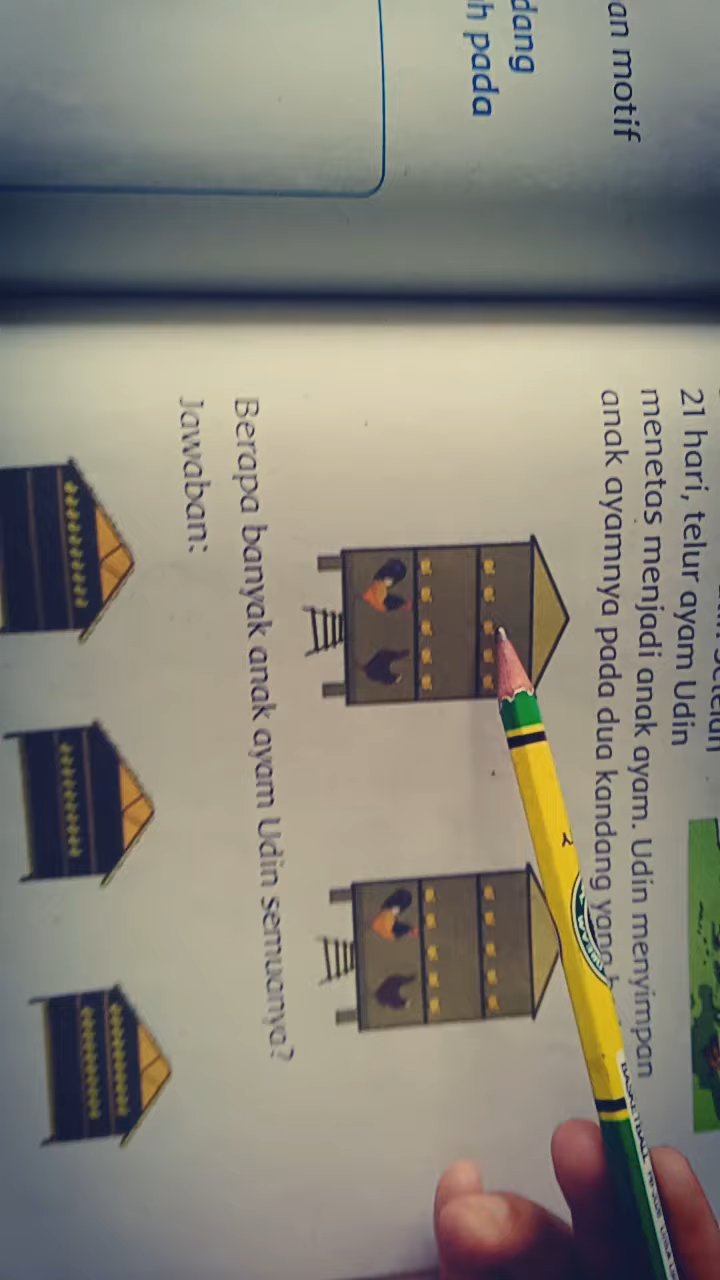 an motif
dang
h pada
21 hari, telur ayam Udin
menetas menjadi anak ayam. Udin menyimpan
anak ayamnya pada dua kandang yang
Berapa banyak anak ayam Udin semuanya?
Jawaban: